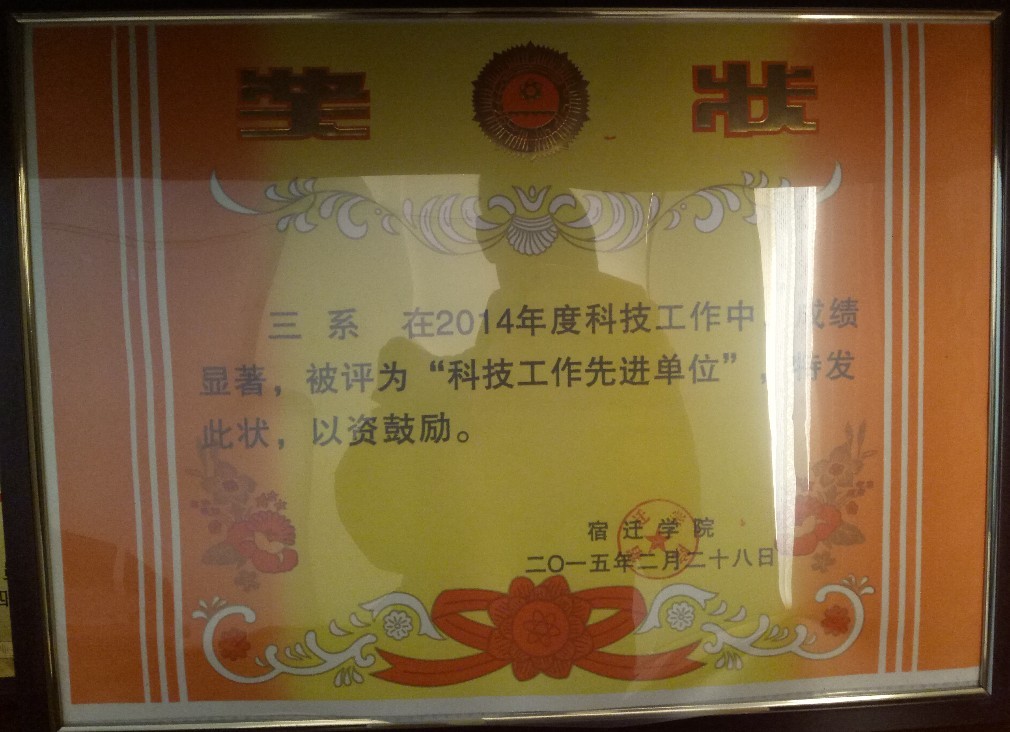 奖状
三系 在2014年度科技工作中,成绩
显著，被评为“科技工作先进单位”，特发
此状，以资鼓励。
宿迁学院
二〇一五年二月二十八日